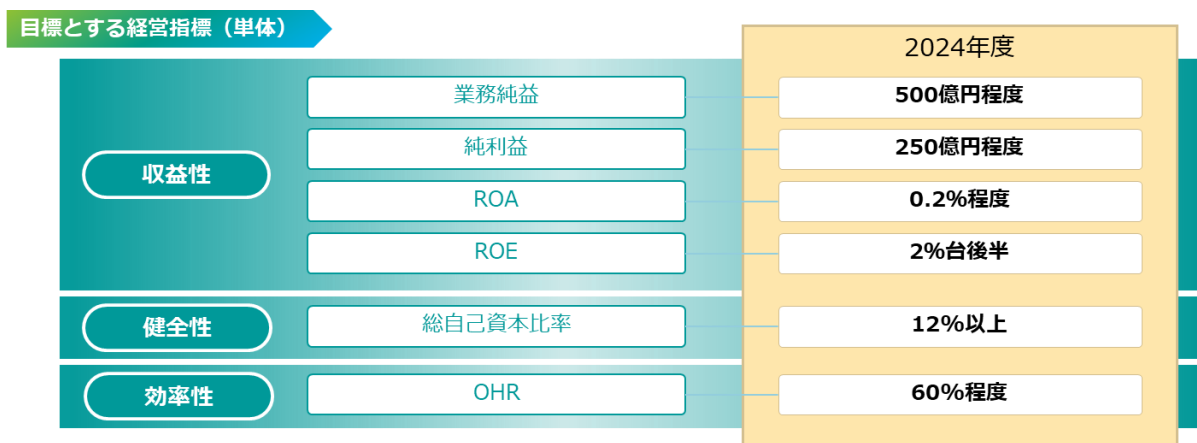 目標とする経営指標（単体）
2024年度
収益性
業務純益
500億円程度
純利益
250億円程度
ROA
0.2%程度
ROE
2%台後半
健全性
総自己資本比率
12%以上
効率性
OHR
60%程度